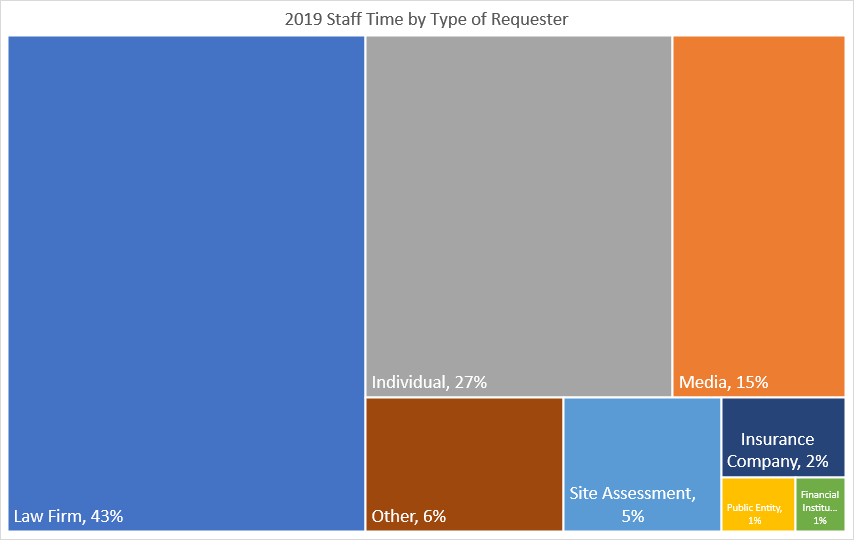 2019 Staff Time by Type of Requester
Law Firm, 43%
Individual, 27%
Media, 15%
Other, 6%
Site Assessment,
5%
Insurance
Company, 2%
Public Entity,
1%
Financial
Institu...
1%